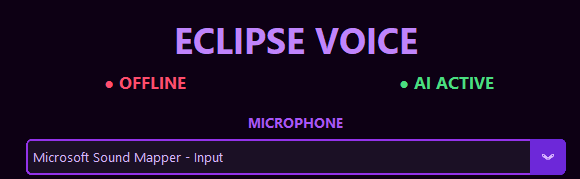 ECLIPSE VOICE
● OFFLINE ● AI ACTIVE
MICROPHONE
Microsoft Sound Mapper - Input